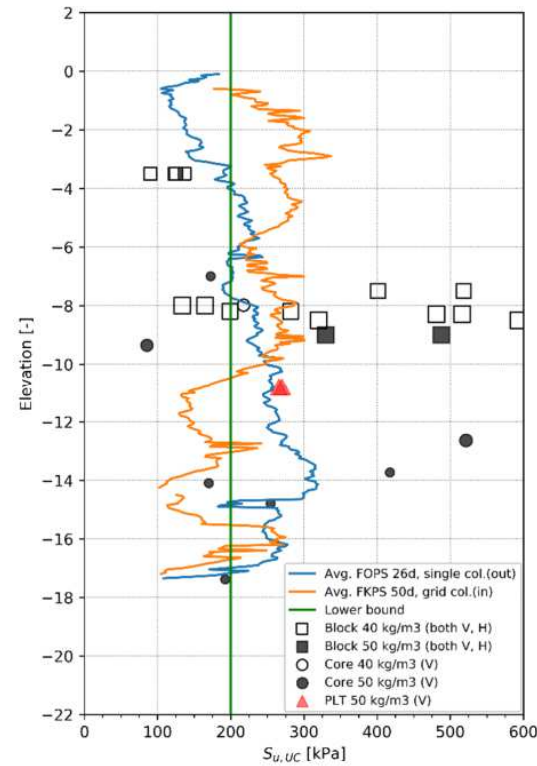 2
0
−2
−4
−6
−8
−10
−12
−14
−16
−18
−20
−22
Elevation [-]
Avg. FOPS 26d, single col.(out)
Avg. FKPS 50d, grid col.(in)
Lower bound
Block 40 kg/m3 (both V, H)
Block 50 kg/m3 (both V, H)
Core 40 kg/m3 (V)
Core 50 kg/m3 (V)
PLT 50 kg/m3 (V)
0 100 200 300 400 500 600
Su,UC [kPa]